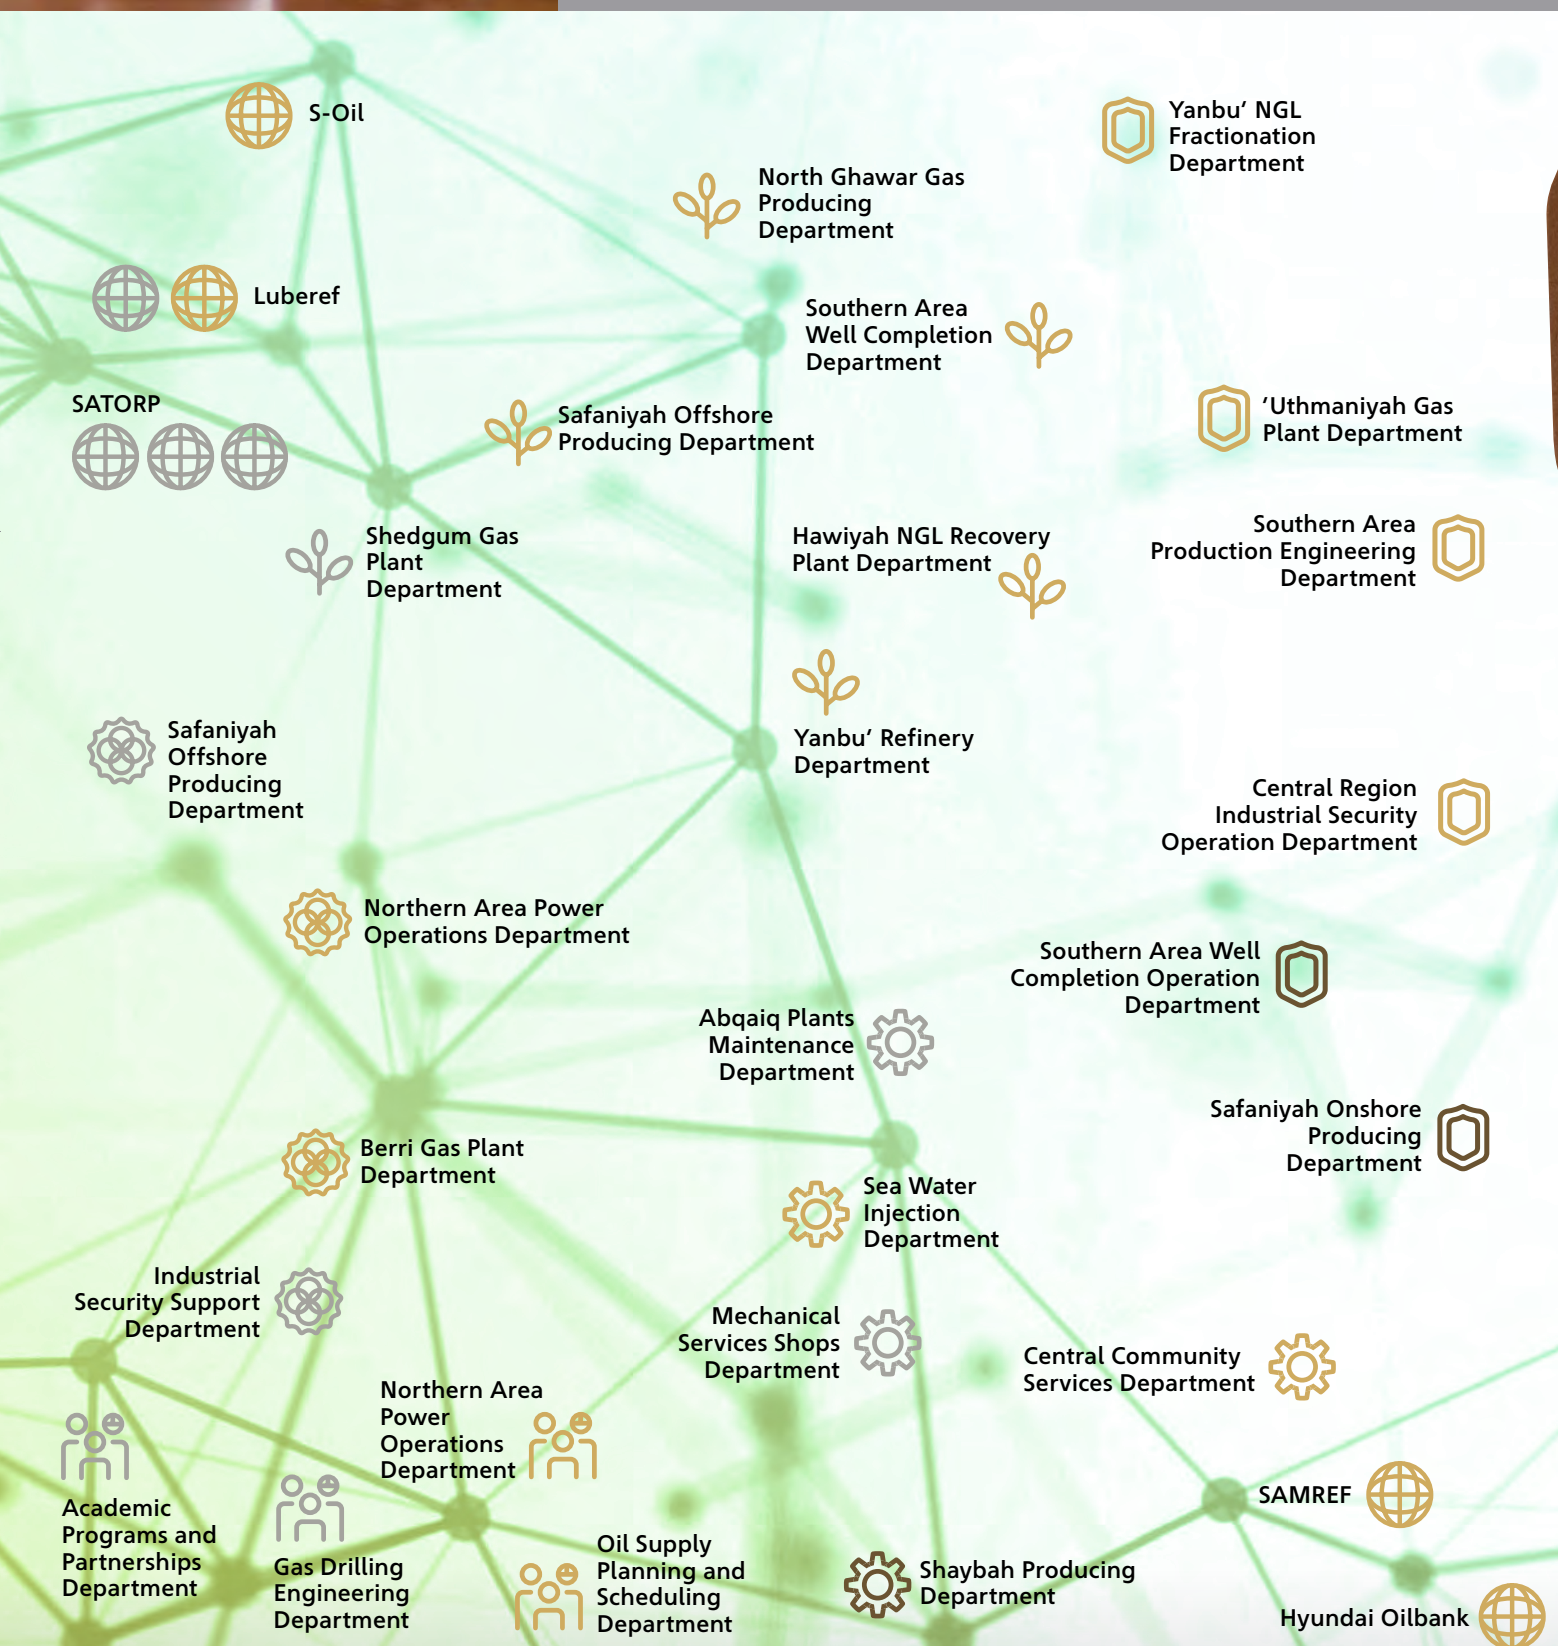 S-Oil
Yanbu’ NGL
Fractionation
Department
North Ghawar Gas
Producing
Department
Luberef
Southern Area
Well Completion
Department
SATORP
Safaniyah Offshore
Producing Department
‘Uthmaniyah Gas
Plant Department
Shedgum Gas
Plant
Department
Hawiyah NGL Recovery
Plant Department
Southern Area
Production Engineering
Department
Safaniyah
Offshore
Producing
Department
Yanbu’ Refinery
Department
Central Region
Industrial Security
Operation Department
Northern Area Power
Operations Department
Southern Area Well
Completion Operation
Department
Abqaiq Plants
Maintenance
Department
Safaniyah Onshore
Producing
Department
Berri Gas Plant
Department
Sea Water
Injection
Department
Industrial
Security Support
Department
Mechanical
Services Shops
Department
Central Community
Services Department
Northern Area
Power
Operations
Department
Academic
Programs and
Partnerships
Department
Gas Drilling
Engineering
Department
Oil Supply
Planning and
Scheduling
Department
Shaybah Producing
Department
SAMREF
Hyundai Oilbank